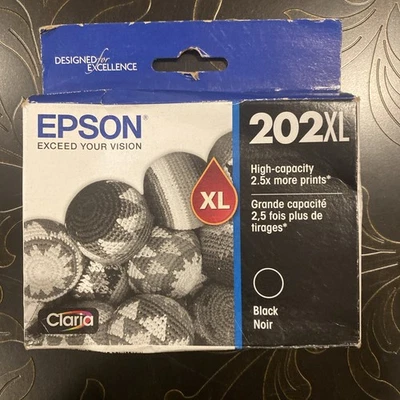 DESIGNED for
EXCELLENCE
EPSON®
EXCEED YOUR VISION
202XL
High-capacity
2.5x more prints*
Grande capacité
2,5 fois plus de
tirages*
XL
Black
Noir
Claria